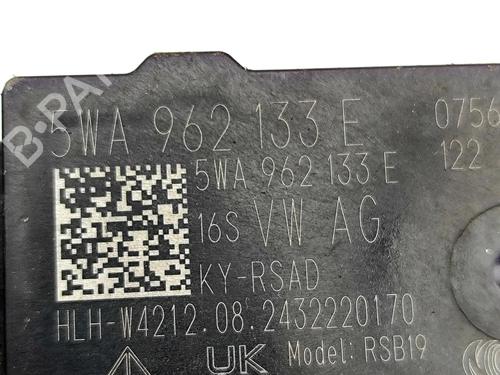 5WA 962 133 E 0756
5WA 962 133 E 122
16S VW AG
KY-RSAD
HLH-W4212.08.2432220170
UK Model: RSB19
B-PARTS